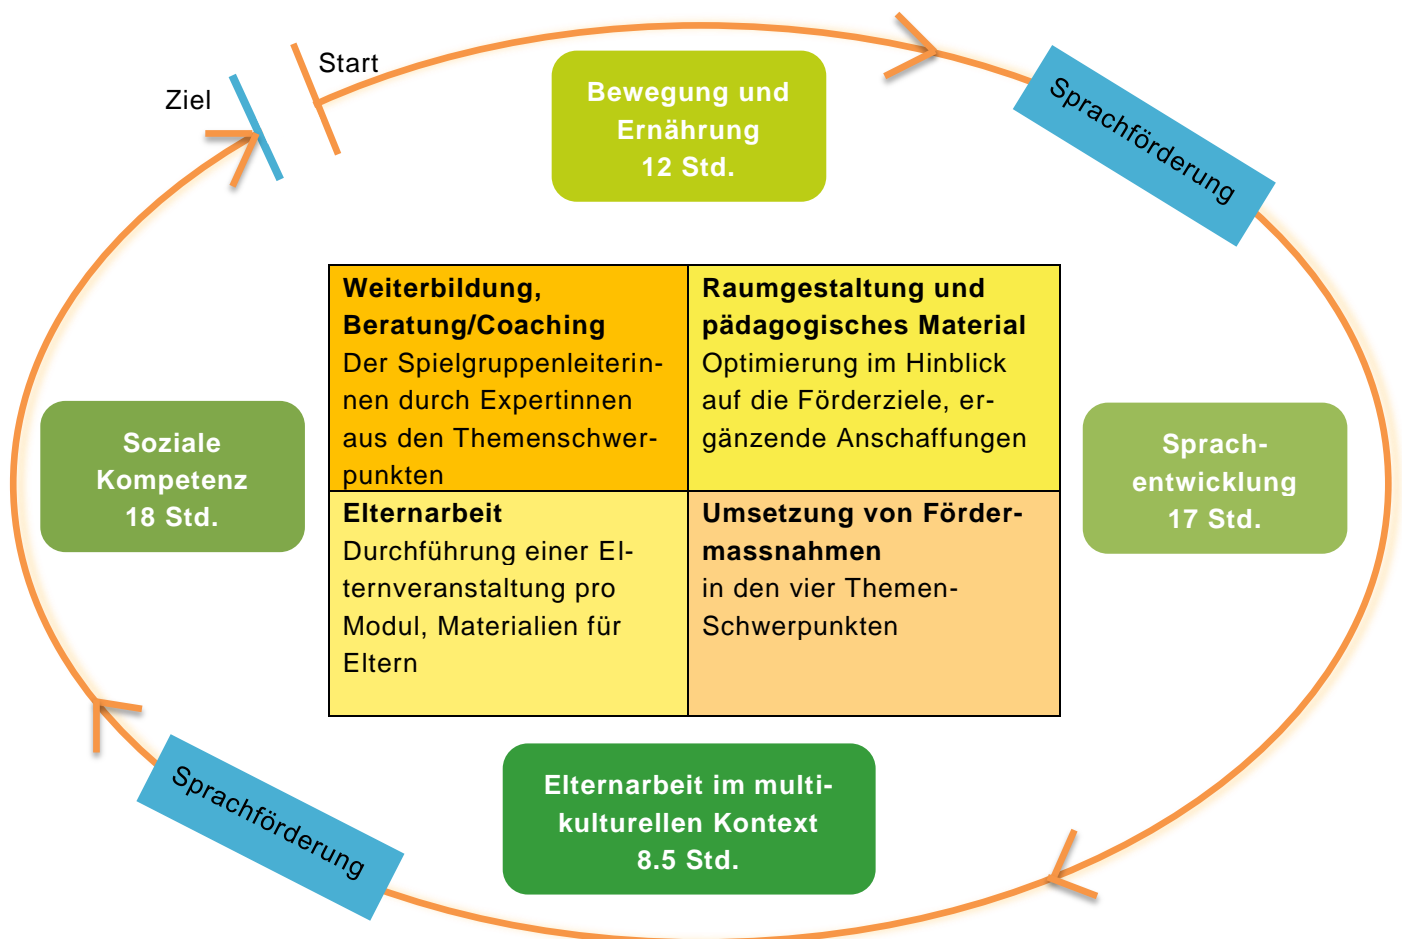 Start
Ziel
Bewegung und
Ernährung
12 Std.
Sprachförderung
Weiterbildung,
Beratung/Coaching
Der Spielgruppenleiterin-
nen durch Expertinnen
aus den Themenschwer-
punkten
Raumgestaltung und
pädagogisches Material
Optimierung im Hinblick
auf die Förderziele, er-
gänzende Anschaffungen
Soziale
Kompetenz
18 Std.
Sprach-
entwicklung
17 Std.
Elternarbeit
Durchführung einer El-
ternveranstaltung pro
Modul, Materialien für
Eltern
Umsetzung von Förder-
massnahmen
in den vier Themen-
Schwerpunkten
Sprachförderung
Elternarbeit im multi-
kulturellen Kontext
8.5 Std.